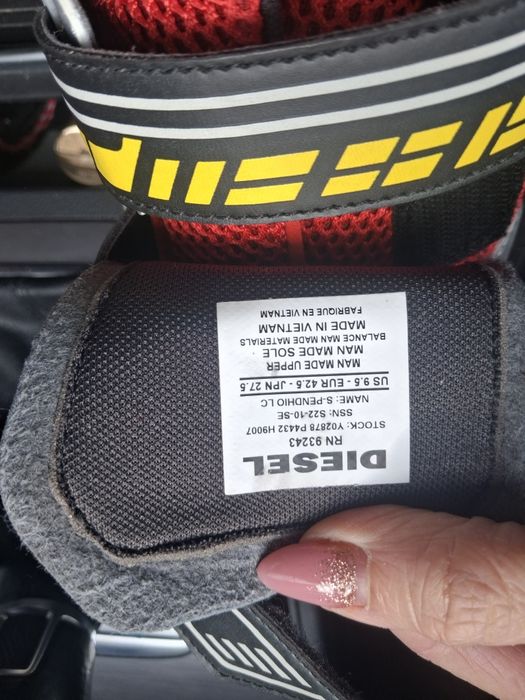 DIESEL
RN 93243
STOCK: Y02878 P4432 H9007
SSN: S22-10-SE
NAME: S-PENDHIO LC
US 9.5 - EUR 42.5 - JPN 27.5
MAN MADE UPPER
MAN MADE SOLE
BALANCE MAN MADE MATERIALS
MADE IN VIETNAM
FABRIQUE EN VIETNAM